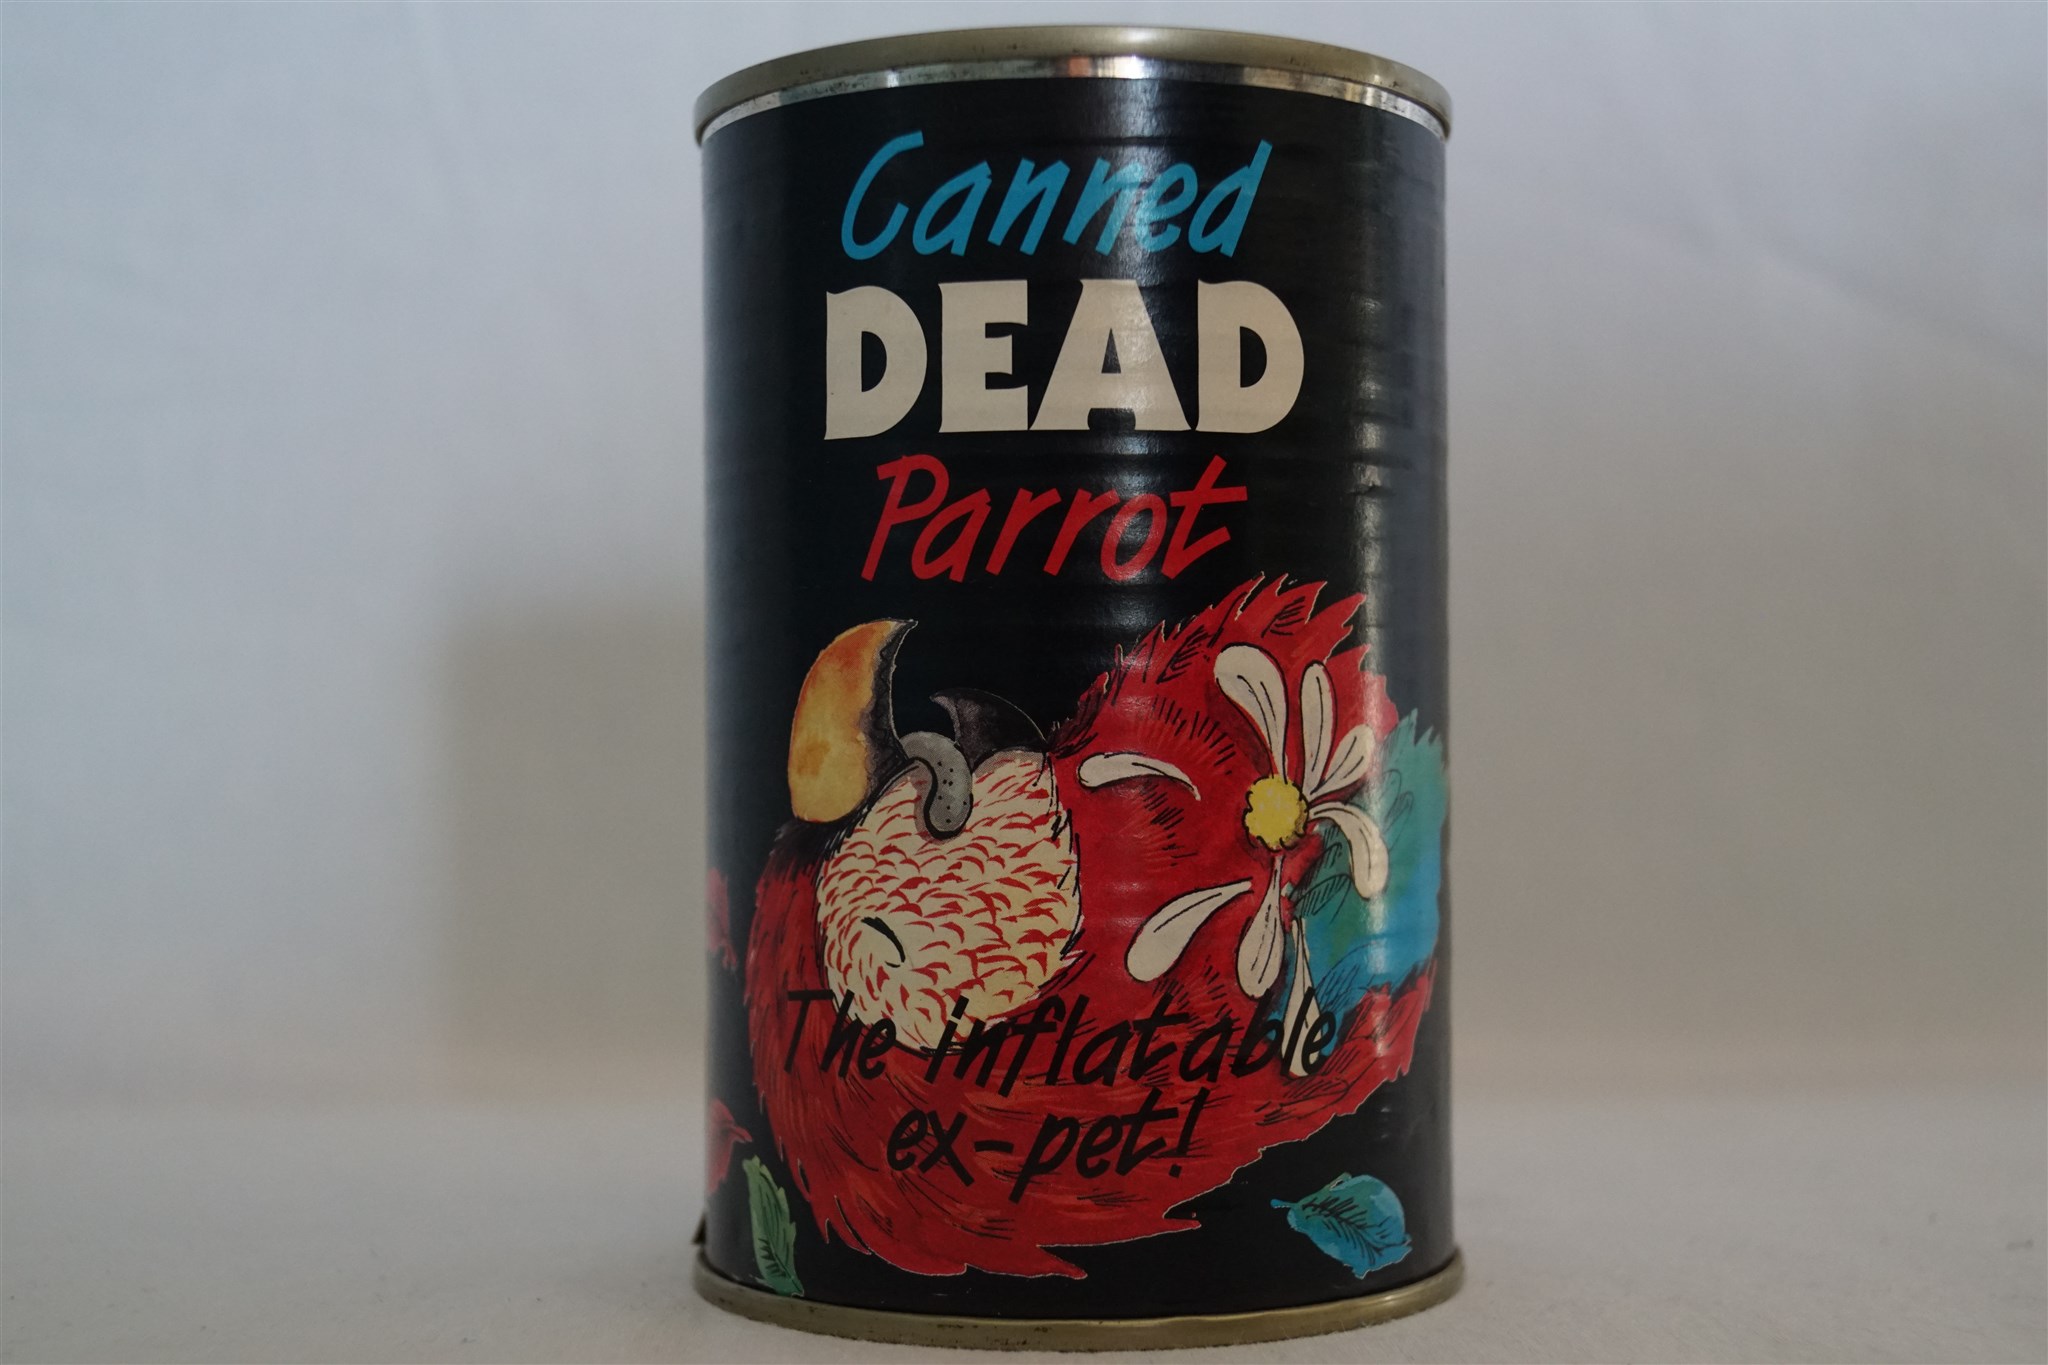 Canned
DEAD
Parrot
The inflatable
ex-pet!